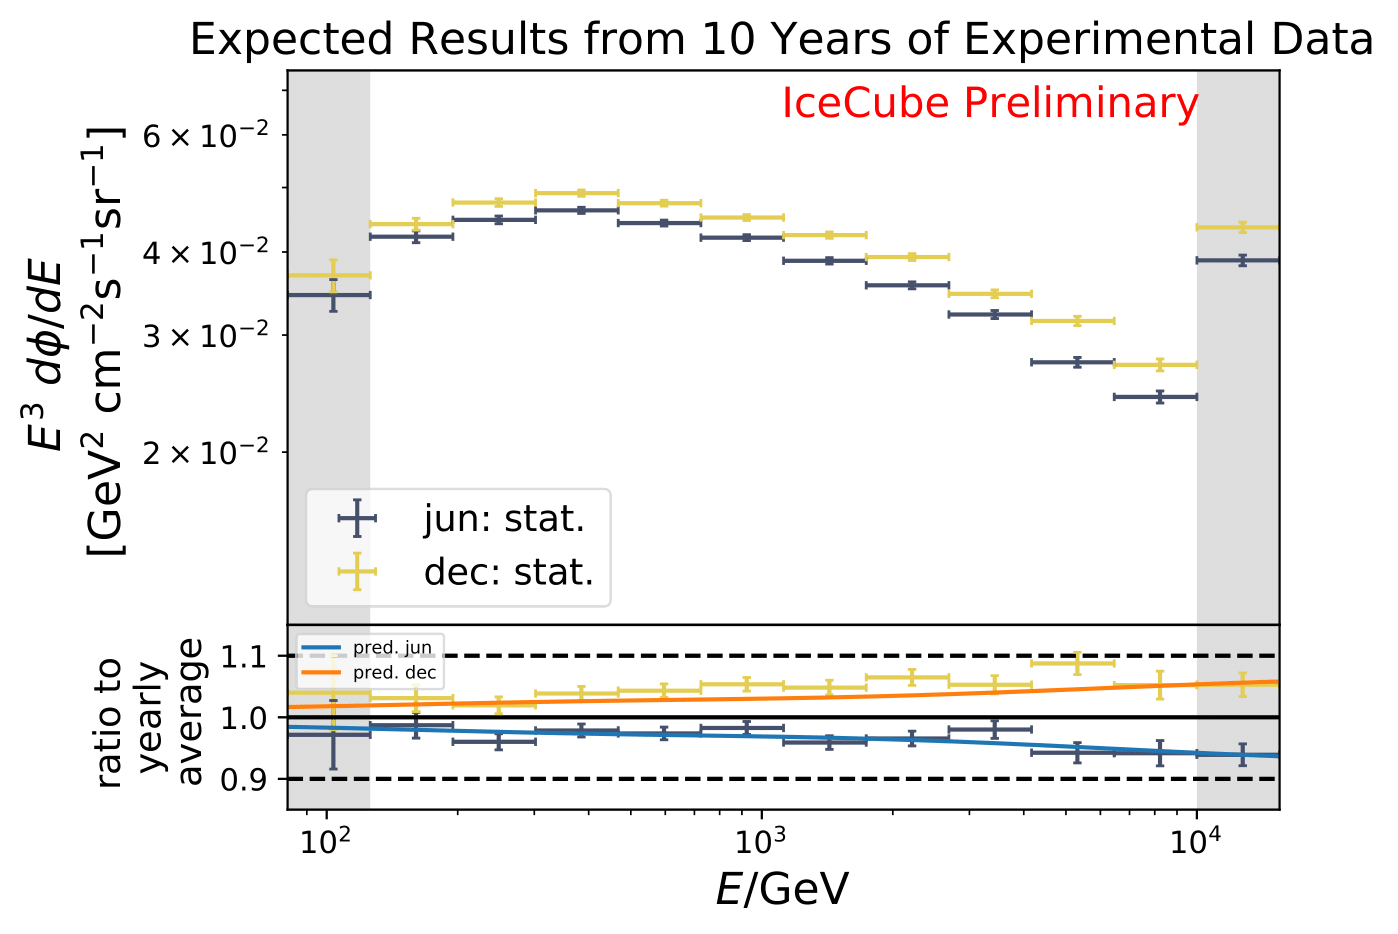 Expected Results from 10 Years of Experimental Data
IceCube Preliminary
E³ dϕ/dE
[GeV² cm⁻²s⁻¹sr⁻¹]
6 × 10⁻²
4 × 10⁻²
3 × 10⁻²
2 × 10⁻²
jun: stat.
dec: stat.
ratio to
yearly
average
1.1
1.0
0.9
pred. jun
pred. dec
10² 10³ 10⁴
E/GeV